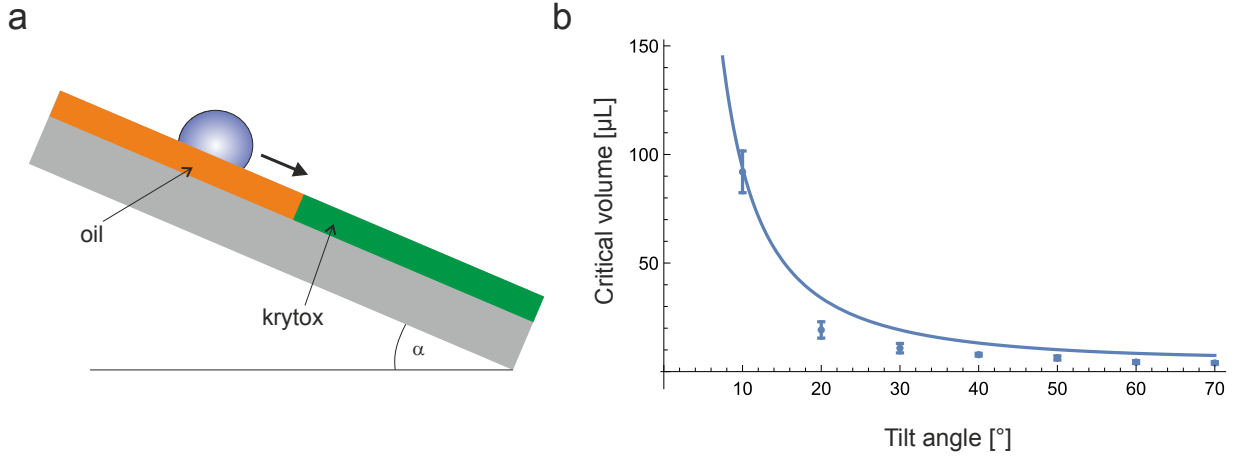 a
oil
krytox
α
b
Critical volume [µL]
150
100
50
10 20 30 40 50 60 70
Tilt angle [°]